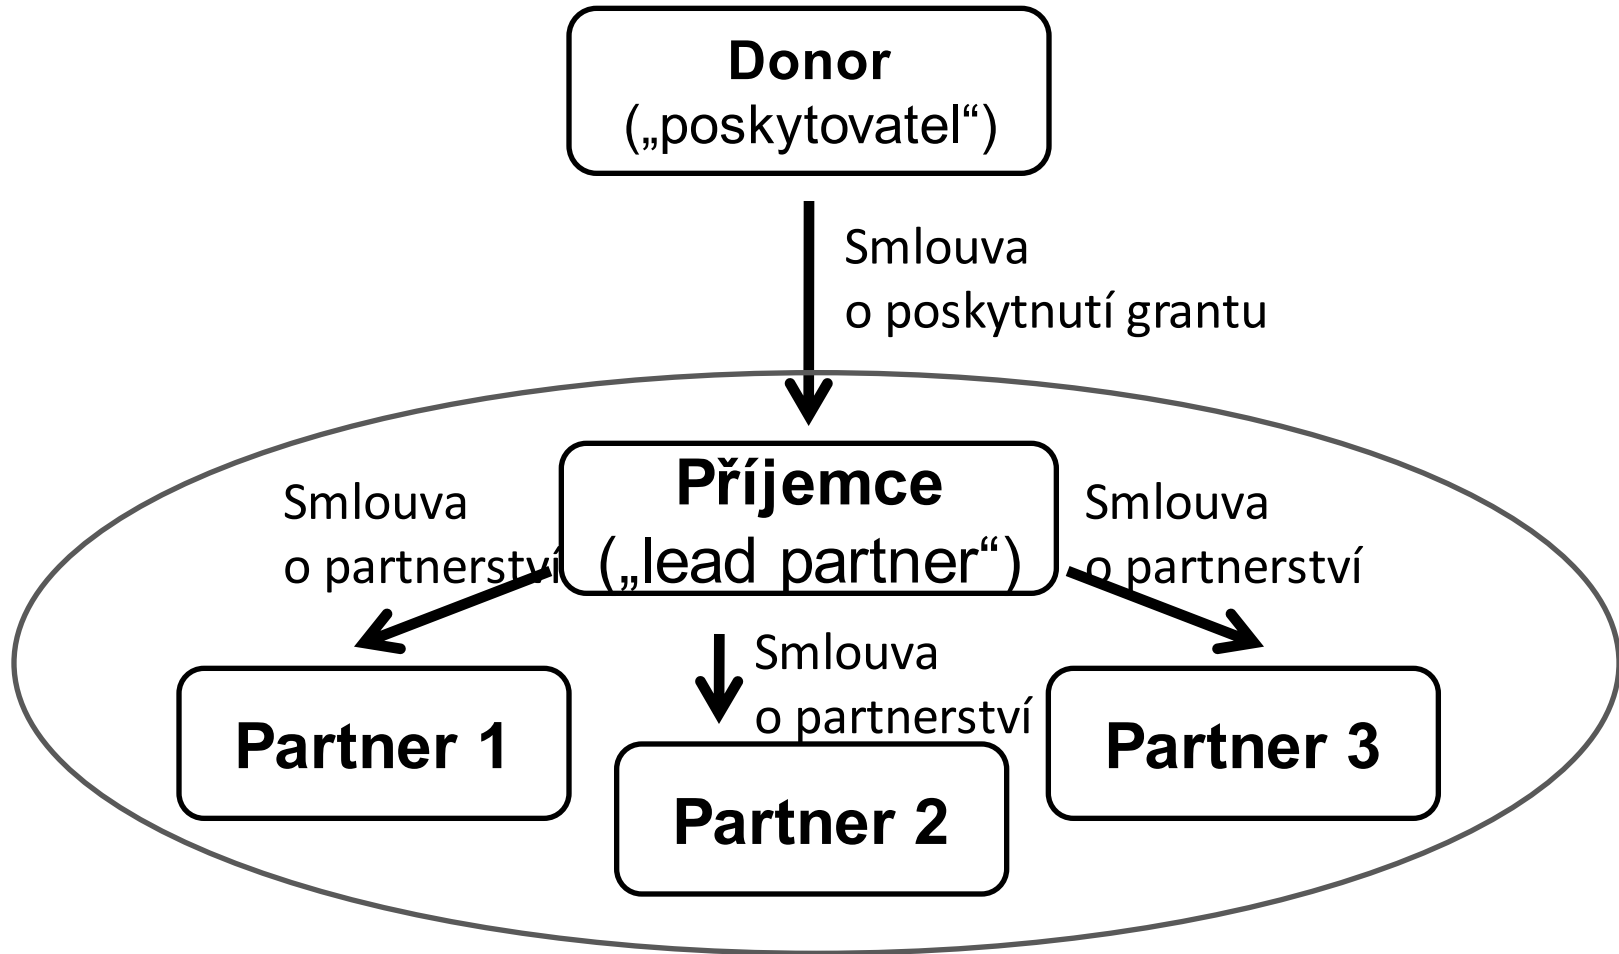 Donor
(„poskytovatel“)
Smlouva
o poskytnutí grantu
Příjemce
(„lead partner“)
Smlouva
o partnerství
Smlouva
o partnerství
Smlouva
o partnerství
Partner 1
Partner 2
Partner 3